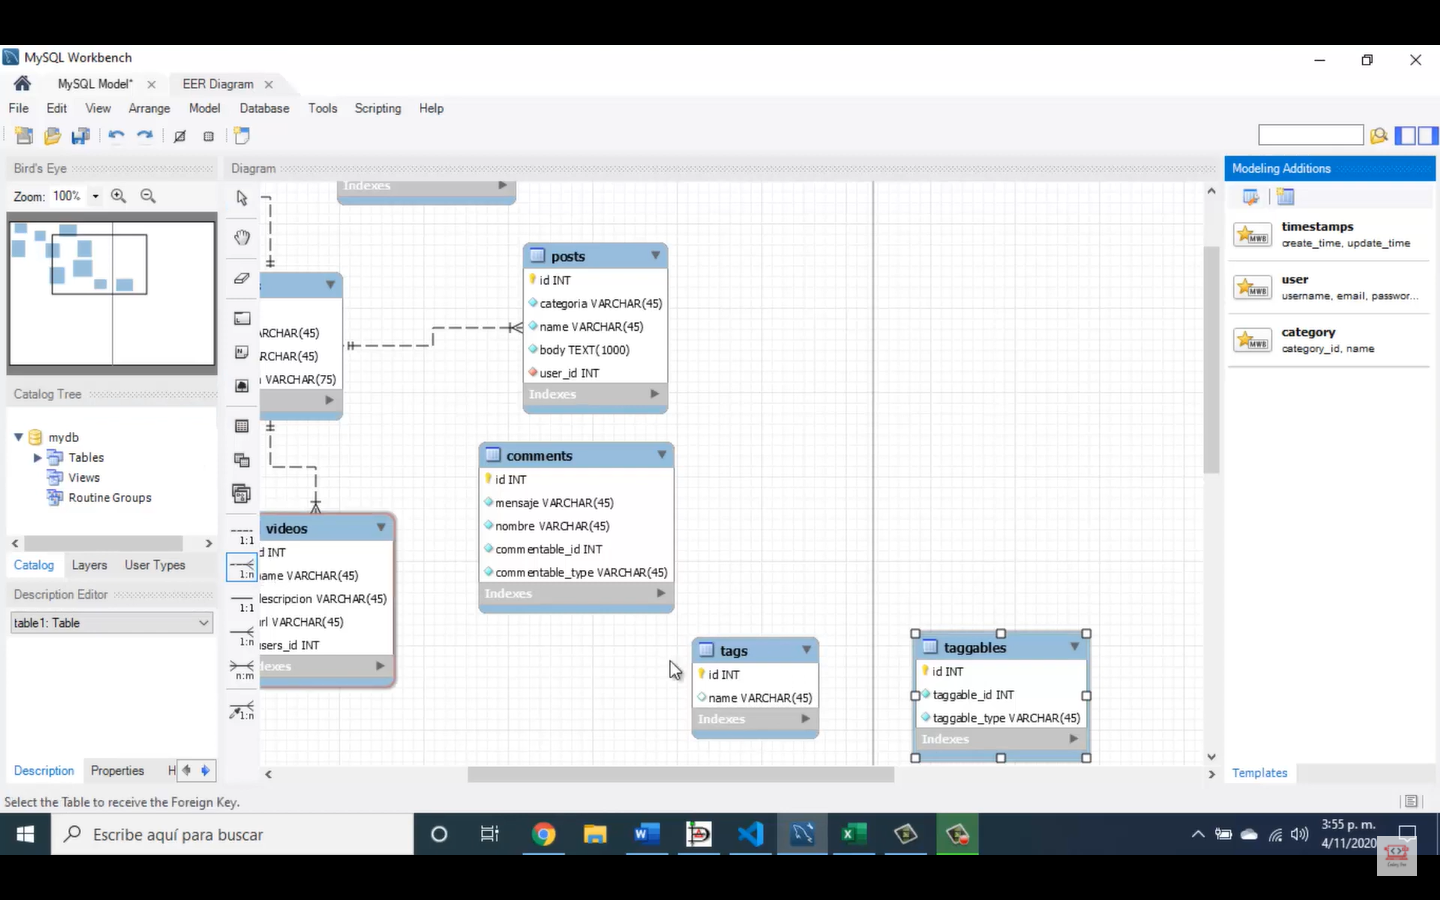 MySQL Workbench
MySQL Model* EER Diagram
File Edit View Arrange Model Database Tools Scripting Help
Bird's Eye
Zoom: 100%
Catalog Tree
mydb
Tables
Views
Routine Groups
Catalog Layers User Types
Description Editor
table1: Table
Description Properties H
1:1
1:n
1:1
1:n
n:m
1:n
Diagram
Indexes
VARCHAR(45)
VARCHAR(75)
posts
id INT
categoria VARCHAR(45)
name VARCHAR(45)
body TEXT(1000)
user_id INT
Indexes
comments
id INT
mensaje VARCHAR(45)
nombre VARCHAR(45)
commentable_id INT
commentable_type VARCHAR(45)
Indexes
videos
d INT
ame VARCHAR(45)
descripcion VARCHAR(45)
url VARCHAR(45)
users_id INT
dexes
tags
id INT
name VARCHAR(45)
Indexes
taggables
id INT
taggable_id INT
taggable_type VARCHAR(45)
Indexes
Modeling Additions
timestamps
create_time, update_time
user
username, email, passwor...
category
category_id, name
Templates
Select the Table to receive the Foreign Key.
Escribe aquí para buscar
3:55 p. m.
4/11/2020